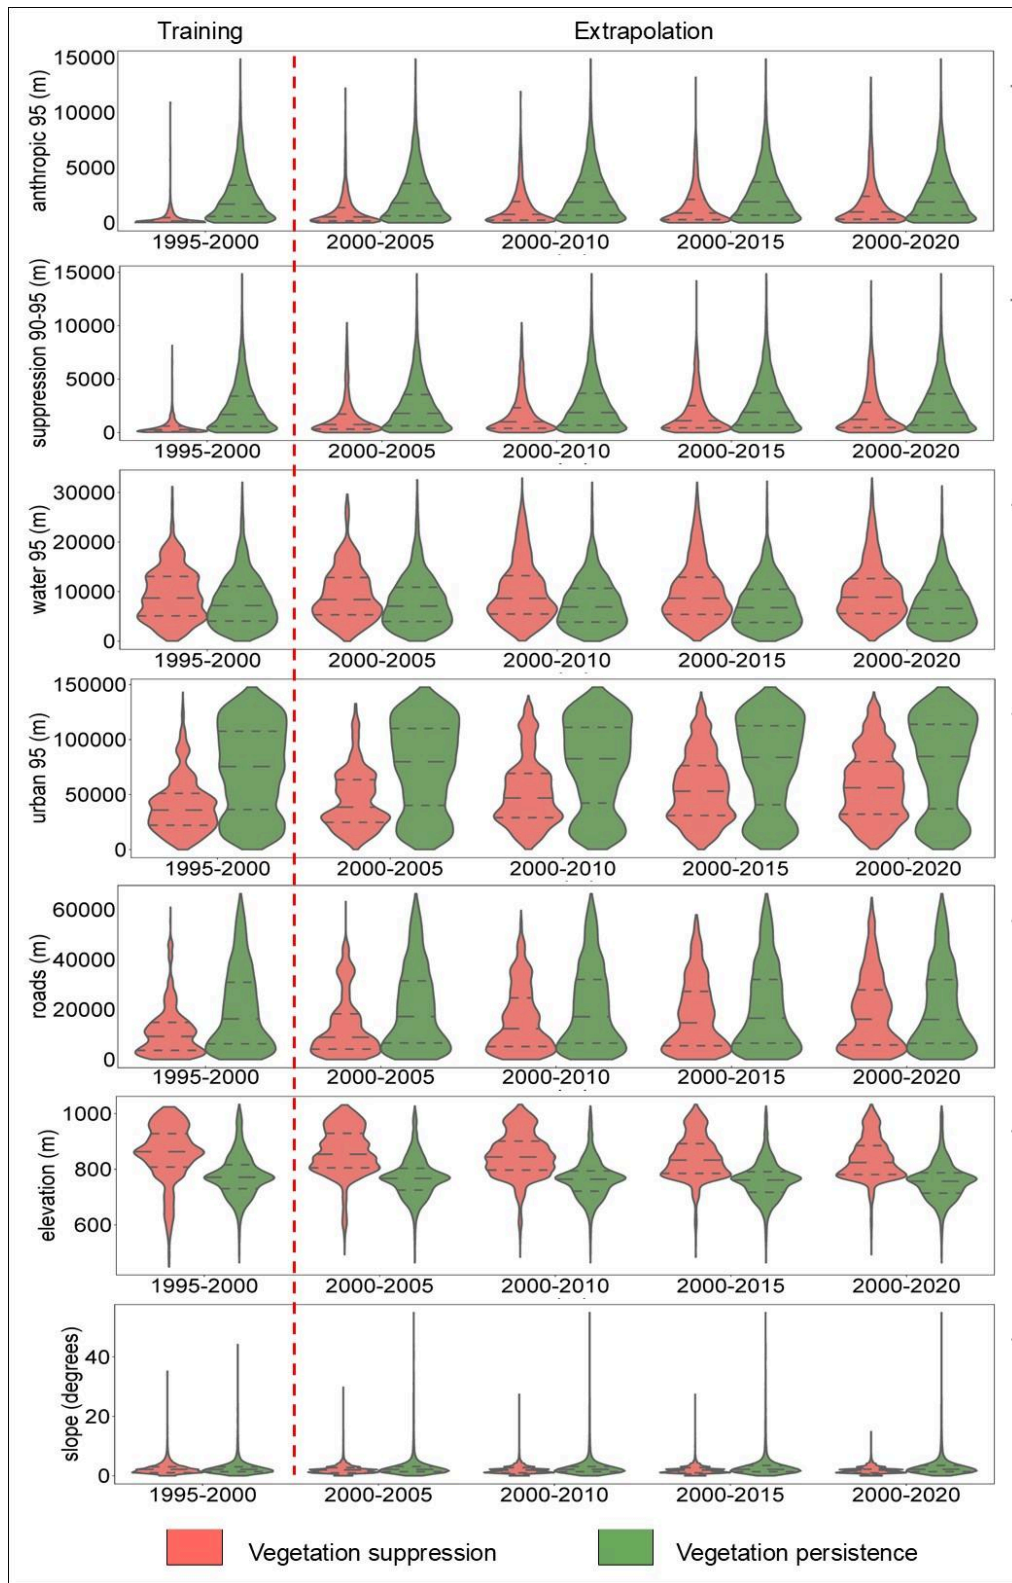 Training Extrapolation
anthropic 95 (m)
15000
10000
5000
0
1995-2000 2000-2005 2000-2010 2000-2015 2000-2020
suppression 90-95 (m)
15000
10000
5000
0
1995-2000 2000-2005 2000-2010 2000-2015 2000-2020
water 95 (m)
30000
20000
10000
0
1995-2000 2000-2005 2000-2010 2000-2015 2000-2020
urban 95 (m)
150000
100000
50000
0
1995-2000 2000-2005 2000-2010 2000-2015 2000-2020
roads (m)
60000
40000
20000
0
1995-2000 2000-2005 2000-2010 2000-2015 2000-2020
elevation (m)
1000
800
600
1995-2000 2000-2005 2000-2010 2000-2015 2000-2020
slope (degrees)
40
20
0
1995-2000 2000-2005 2000-2010 2000-2015 2000-2020
Vegetation suppression Vegetation persistence